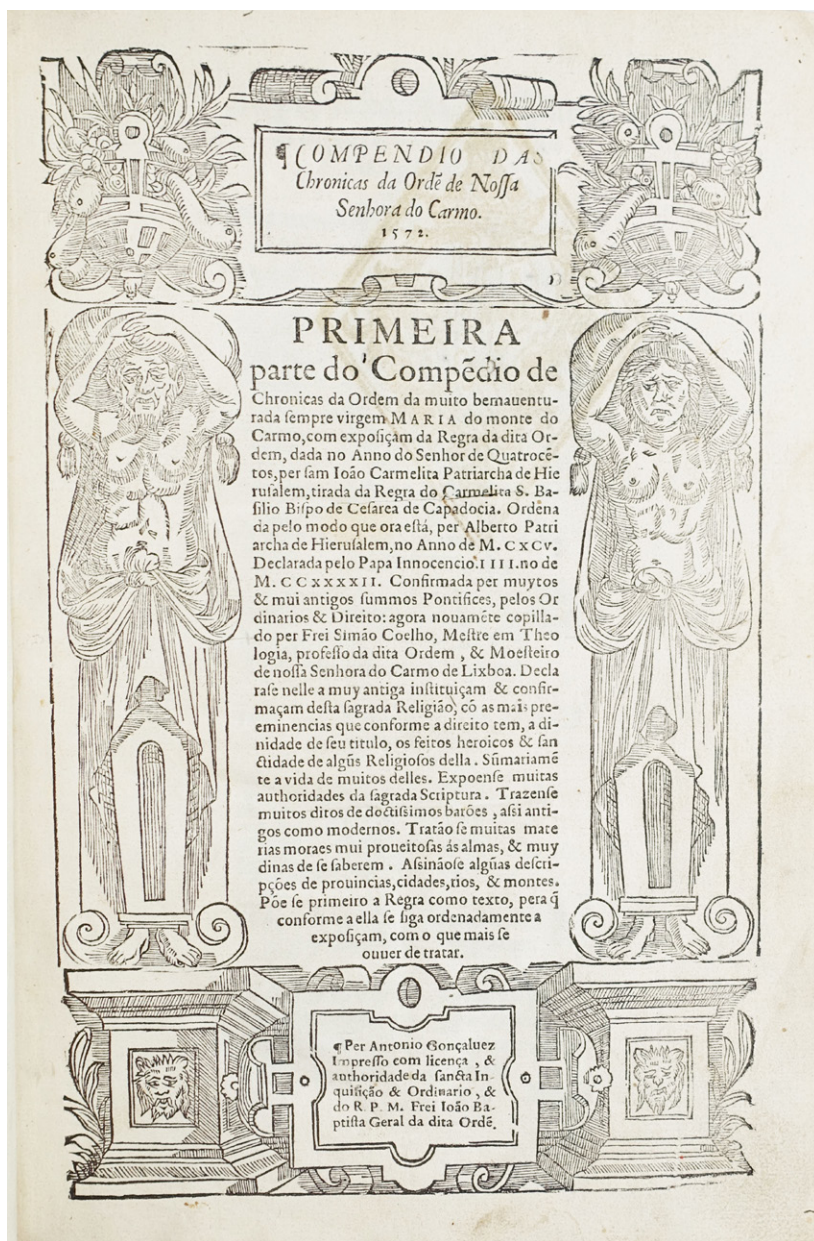 ¶COMPENDIO DAS
Chronicas da Ordẽ de Noſſa
Senhora do Carmo.
1572.
PRIMEIRA
parte do Compẽdio de
Chronicas da Ordem da muito bemauentu-
rada ſempre virgem MARIA do monte do
Carmo, com expoſiçám da Regra da dita Or-
dem, dada no Anno do Senhor de Quatrocẽ-
tos, per ſam Ioão Carmelita Patriarcha de Hie
ruſalem, tirada da Regra do Carmelita S. Ba-
ſilio Biſpo de Ceſarea de Capadocia. Ordena
da pelo modo que ora eſtá, per Alberto Patri
archa de Hieruſalem, no Anno de M. CXCV.
Declarada pelo Papa Innocencio. IIII. no de
M. CCXXXXII. Confirmada per muytos
& mui antigos ſummos Pontifices, pelos Or
dinarios & Direito: agora nouamẽte copilla-
do per Frei Simão Coelho, Meſtre em Theo
logia, profeſſo da dita Ordem, & Moeſteiro
de noſſa Senhora do Carmo de Lixboa. Decla
raſe nelle a muy antiga inſtituiçam & confir-
maçam deſta ſagrada Religião, cõ as mais pre-
eminencias que conforme a direito tem, a di-
nidade de ſeu titulo, os feitos heroicos & ſan
ctidade de algũs Religioſos della. Sũmariamẽ
te a vida de muitos delles. Expoenſe muitas
authoridades da ſagrada Scriptura. Trazenſe
muitos ditos de doctiſsimos barões, aſsi anti-
gos como modernos. Tratão ſe muitas mate
rias moraes mui proueitoſas ás almas, & muy
dinas de ſe ſaberem. Aſsinãoſe algũas deſcri-
pções de prouincias, cidades, rios, & montes.
Põe ſe primeiro a Regra como texto, pera q̃
conforme a ella ſe ſiga ordenadamente a
expoſiçam, com o que mais ſe
ouuer de tratar.
¶Per Antonio Gonçaluez
Impreſſo com licença, &
authoridade da ſancta In-
quiſição & Ordinario, &
do R. P. M. Frei Ioão Ba-
ptiſta Geral da dita Ordẽ.